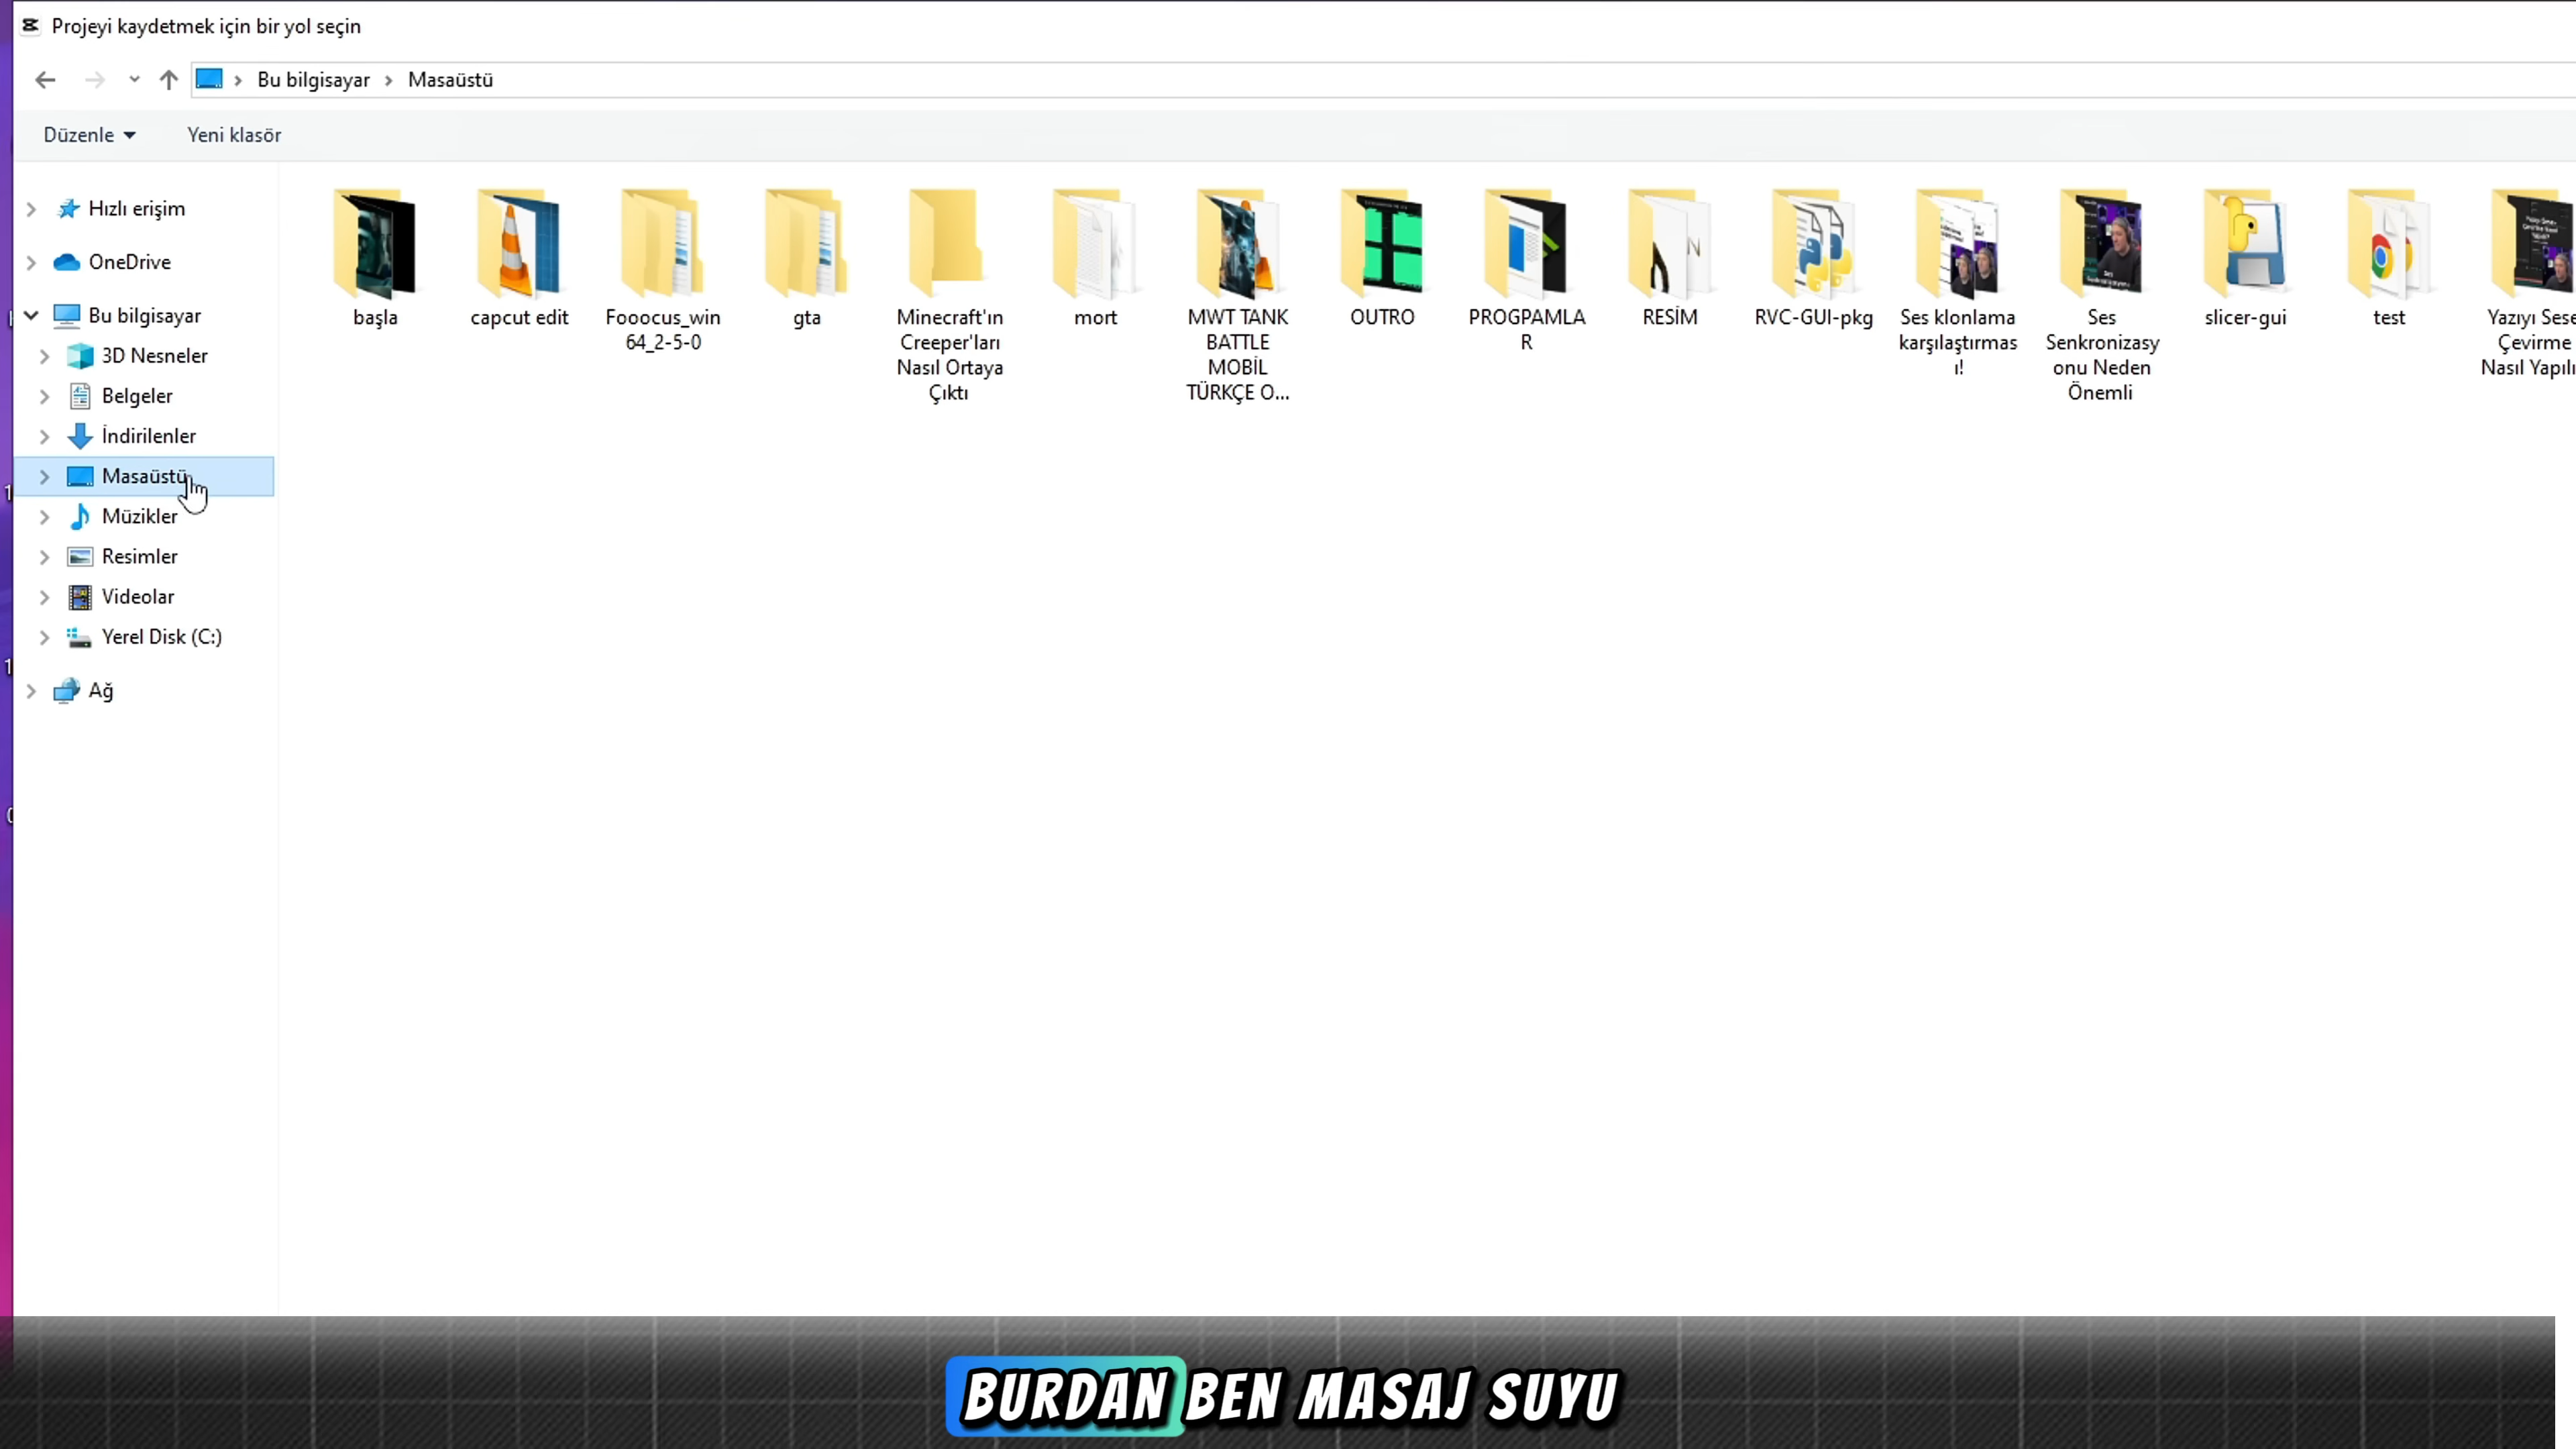 Projeyi kaydetmek için bir yol seçin
Bu bilgisayar > Masaüstü
Düzenle Yeni klasör
Hızlı erişim
OneDrive
Bu bilgisayar
3D Nesneler
Belgeler
İndirilenler
Masaüstü
Müzikler
Resimler
Videolar
Yerel Disk (C:)
Ağ
başla
capcut edit
Fooocus_win
64_2-5-0
gta
Minecraft'ın
Creeper'ları
Nasıl Ortaya
Çıktı
mort
MWT TANK
BATTLE
MOBİL
TÜRKÇE O...
OUTRO
PROGPAMLA
R
RESİM
RVC-GUI-pkg
Ses klonlama
karşılaştırmas
ı!
Ses
Senkronizasy
onu Neden
Önemli
slicer-gui
test
Yazıyı Sese
Çevirme
Nasıl Yapılı
BURDAN BEN MASAJ SUYU